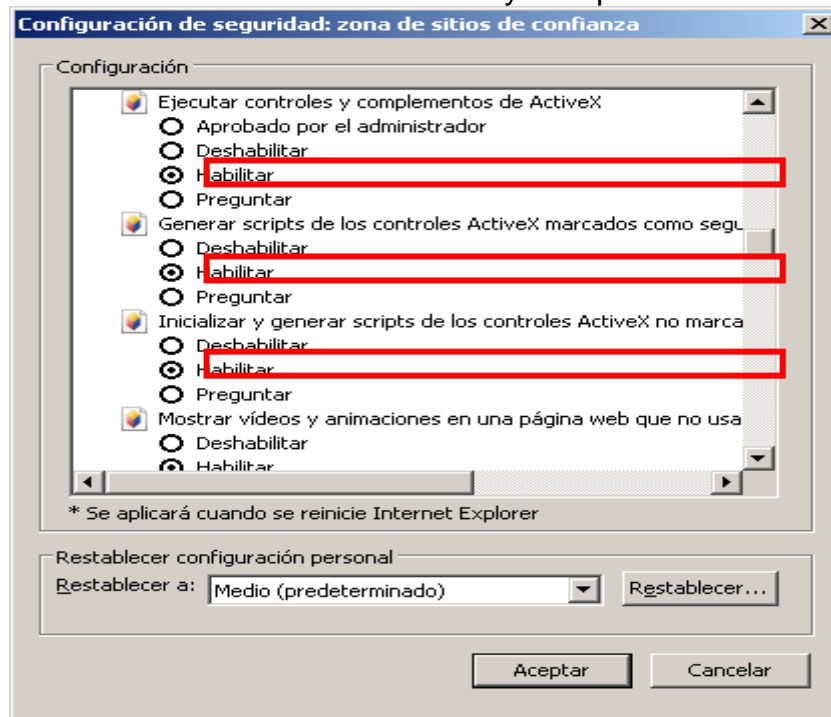 Configuración de seguridad: zona de sitios de confianza
Configuración
Ejecutar controles y complementos de ActiveX
Aprobado por el administrador
Deshabilitar
Habilitar
Preguntar
Generar scripts de los controles ActiveX marcados como segu
Deshabilitar
Habilitar
Preguntar
Inicializar y generar scripts de los controles ActiveX no marca
Deshabilitar
Habilitar
Preguntar
Mostrar vídeos y animaciones en una página web que no usa
Deshabilitar
Habilitar
* Se aplicará cuando se reinicie Internet Explorer
Restablecer configuración personal
Restablecer a: Medio (predeterminado) Restablecer...
Aceptar Cancelar